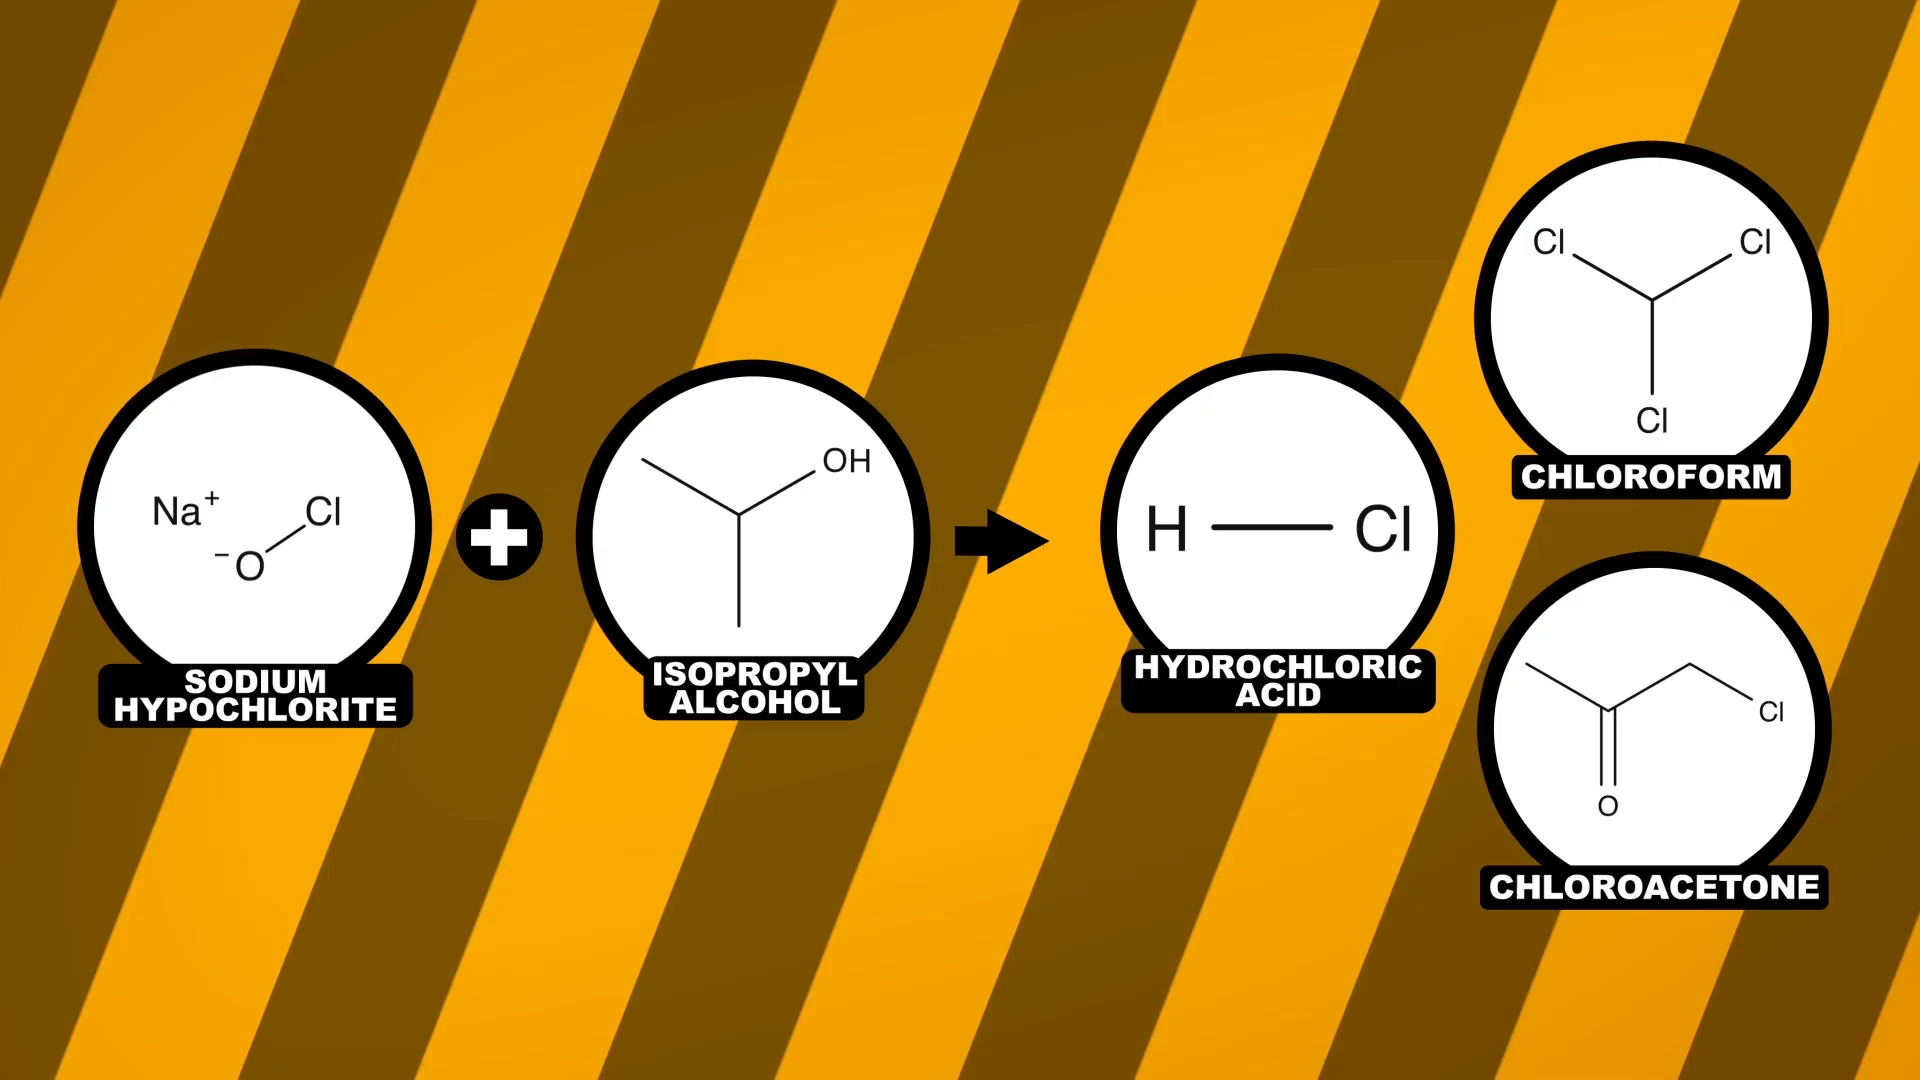 Na⁺
⁻O Cl
SODIUM
HYPOCHLORITE
OH
ISOPROPYL
ALCOHOL
H Cl
HYDROCHLORIC
ACID
Cl Cl
Cl
CHLOROFORM
Cl
O
CHLOROACETONE